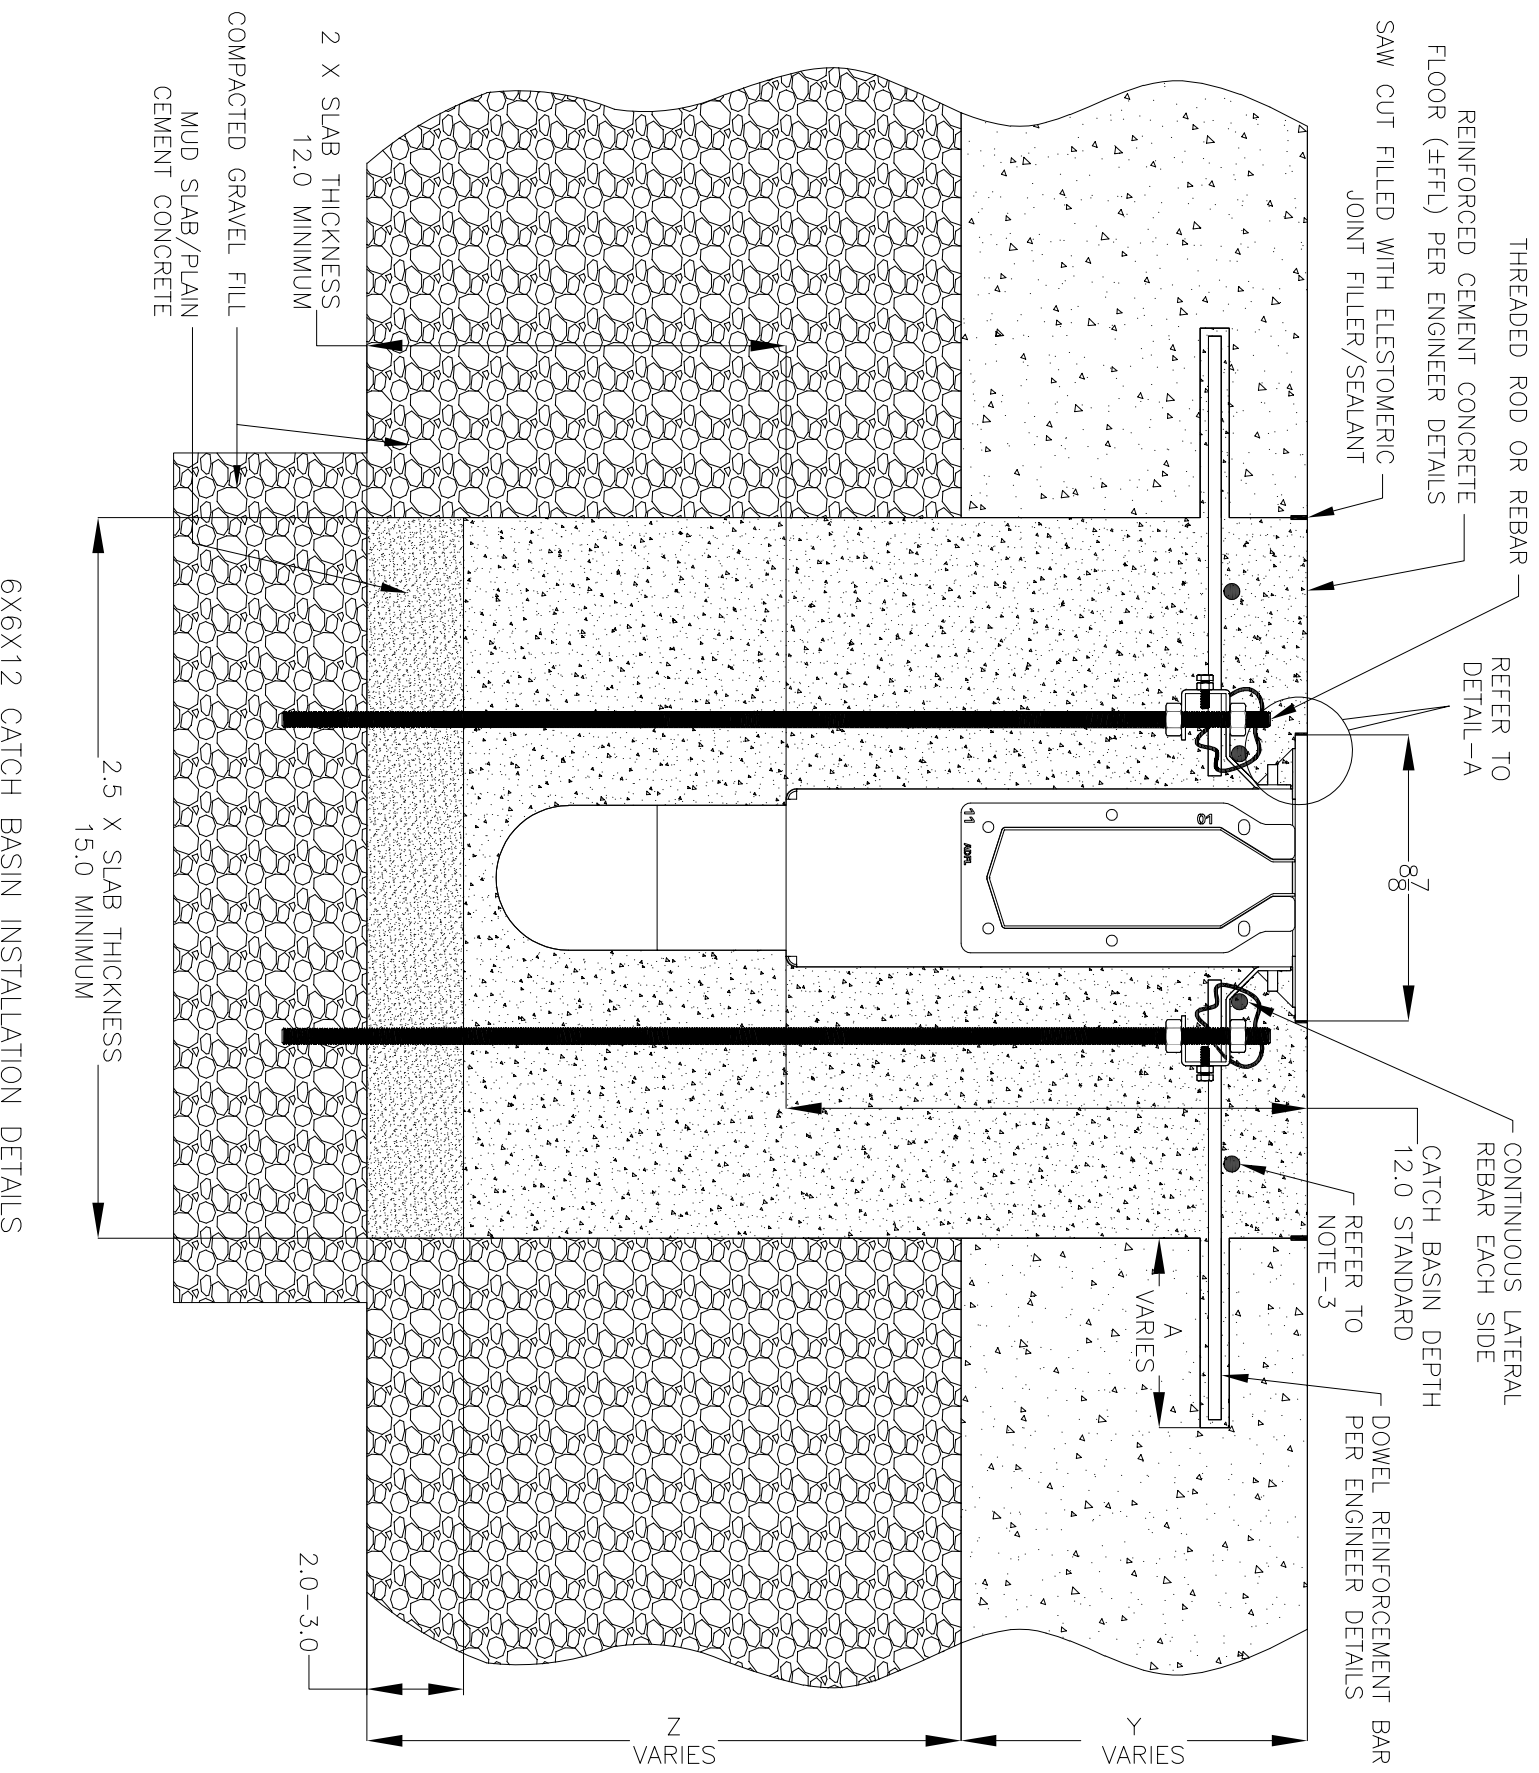 THREADED ROD OR REBAR
REINFORCED CEMENT CONCRETE
FLOOR (±FFL) PER ENGINEER DETAILS
SAW CUT FILLED WITH ELESTOMERIC
JOINT FILLER/SEALANT
REFER TO
DETAIL-A
8 7/8
CONTINUOUS LATERAL
REBAR EACH SIDE
CATCH BASIN DEPTH
12.0 STANDARD
REFER TO
NOTE-3
DOWEL REINFORCEMENT BAR
PER ENGINEER DETAILS
A
VARIES
Y
VARIES
Z
VARIES
01
11
ADFL
2 X SLAB THICKNESS
12.0 MINIMUM
COMPACTED GRAVEL FILL
MUD SLAB/PLAIN
CEMENT CONCRETE
2.0-3.0
2.5 X SLAB THICKNESS
15.0 MINIMUM
6X6X12 CATCH BASIN INSTALLATION DETAILS